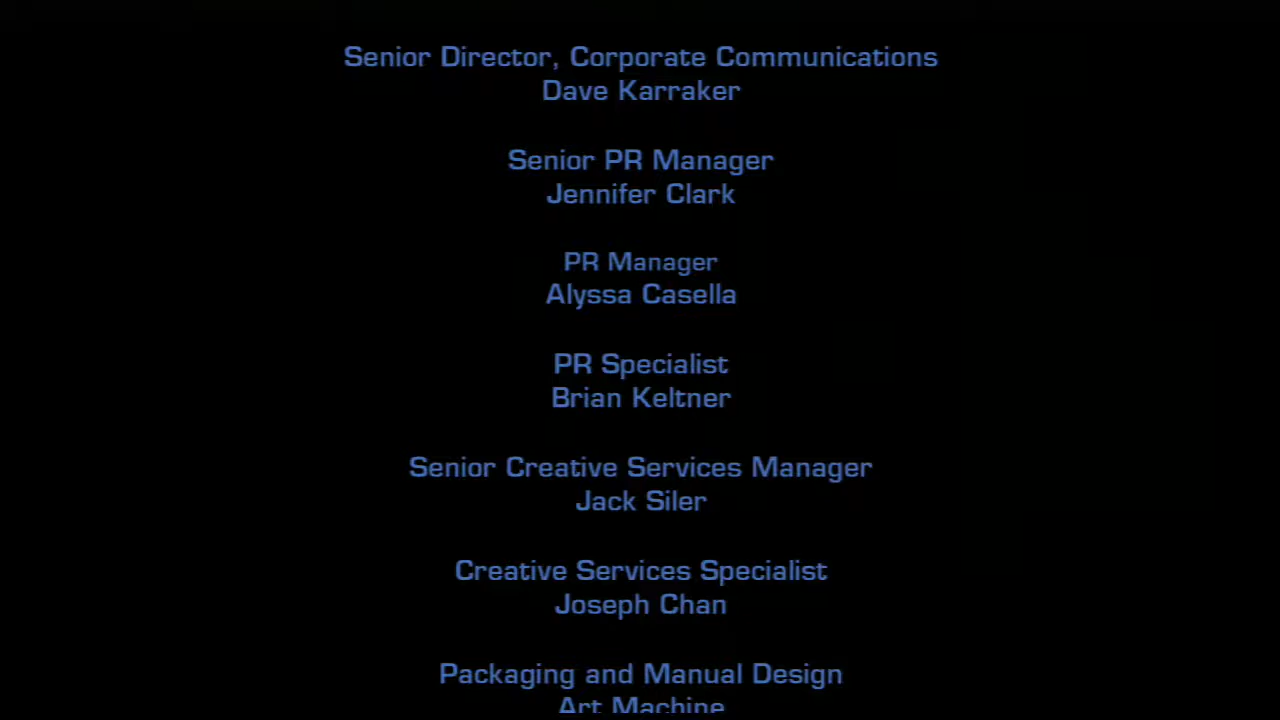 Senior Director, Corporate Communications
Dave Karraker
Senior PR Manager
Jennifer Clark
PR Manager
Alyssa Casella
PR Specialist
Brian Keltner
Senior Creative Services Manager
Jack Siler
Creative Services Specialist
Joseph Chan
Packaging and Manual Design
Art Machine